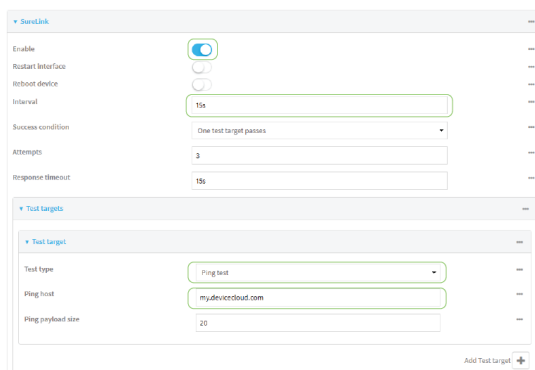 SureLink
Enable
Restart interface
Reboot device
Interval 15s
Success condition One test target passes
Attempts 3
Response timeout 15s
Test targets
Test target
Test type Ping test
Ping host my.devicecloud.com
Ping payload size 20
Add Test target